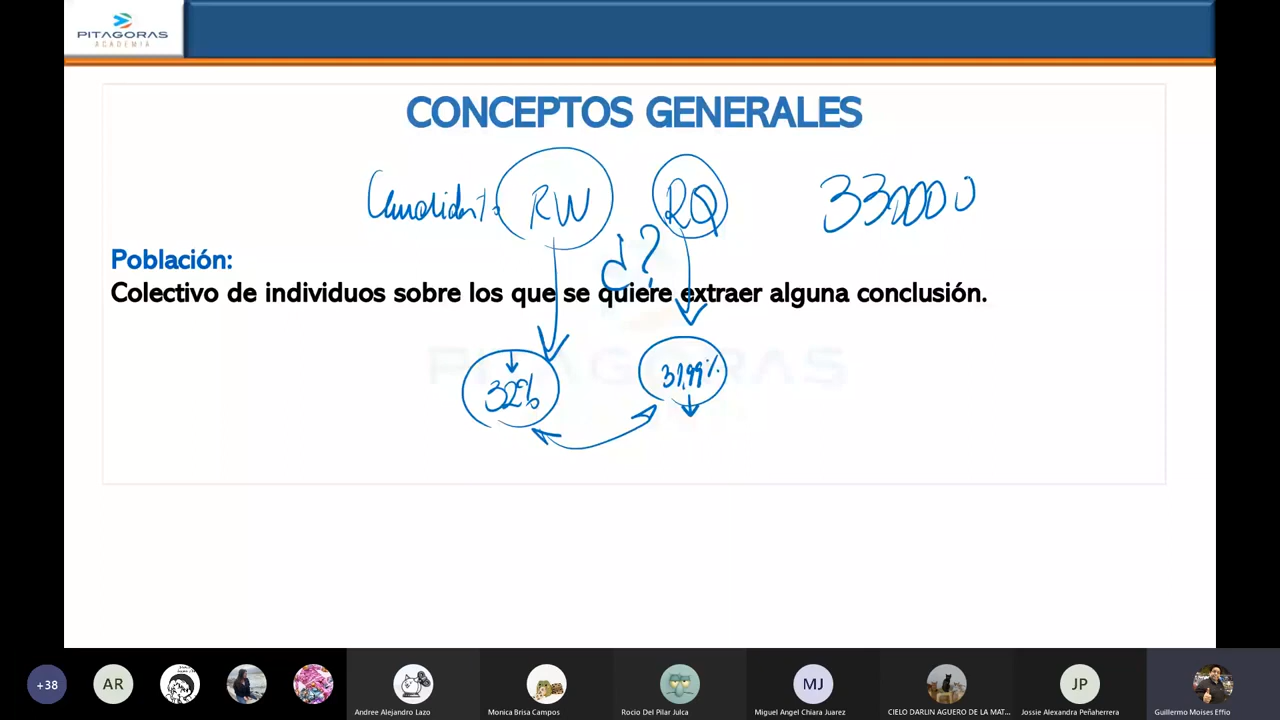 PITAGORAS
ACADEMIA
CONCEPTOS GENERALES
Candidato RW RQ 330000
¿?
Población:
Colectivo de individuos sobre los que se quiere extraer alguna conclusión.
PITAGORAS
32% 31,99%
+38 AR MJ JP
Andree Alejandro Lazo Monica Brisa Campos Rocio Del Pilar Julca Miguel Angel Chiara Juarez CIELO DARLIN AGUERO DE LA MAT... Jossie Alexandra Peñaherrera Guillermo Moises Effio